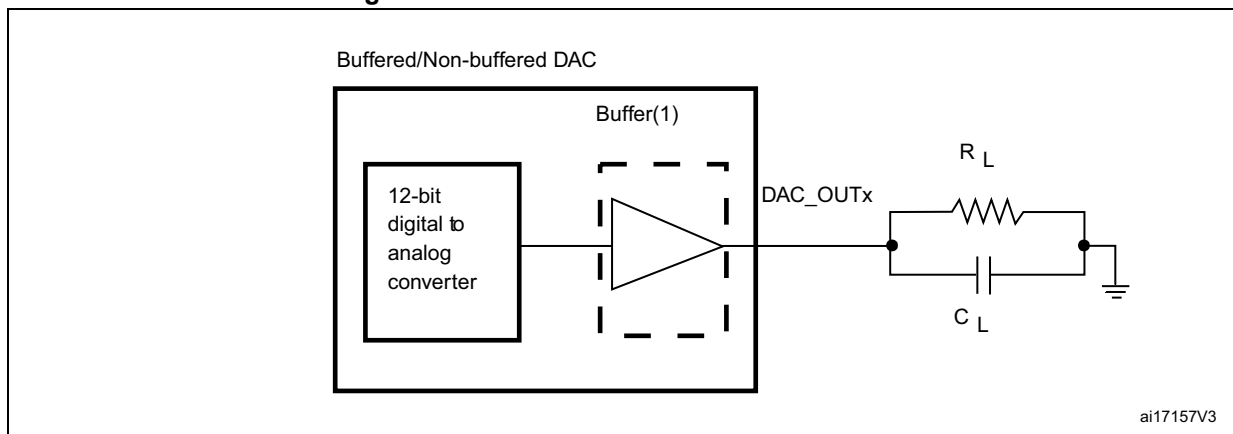 Buffered/Non-buffered DAC
Buffer(1)
12-bit
digital to
analog
converter
DAC_OUTx
R L
C L
ai17157V3